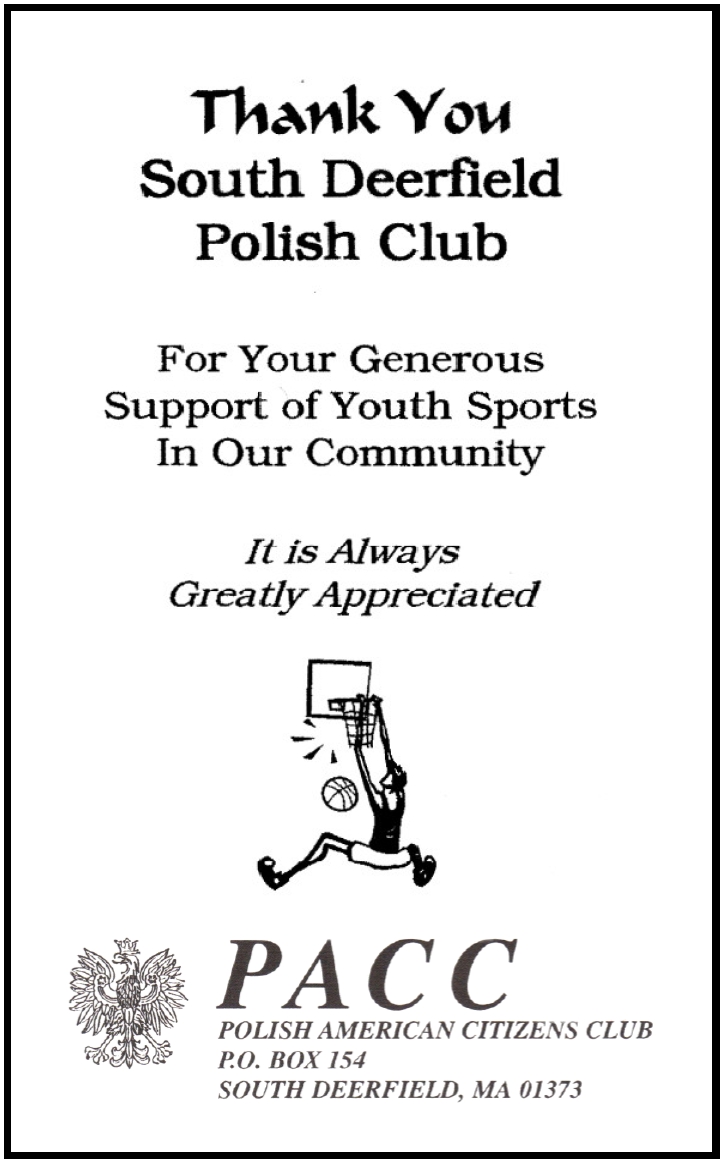 Thank You
South Deerfield
Polish Club
For Your Generous
Support of Youth Sports
In Our Community
It is Always
Greatly Appreciated
PACC
POLISH AMERICAN CITIZENS CLUB
P.O. BOX 154
SOUTH DEERFIELD, MA 01373